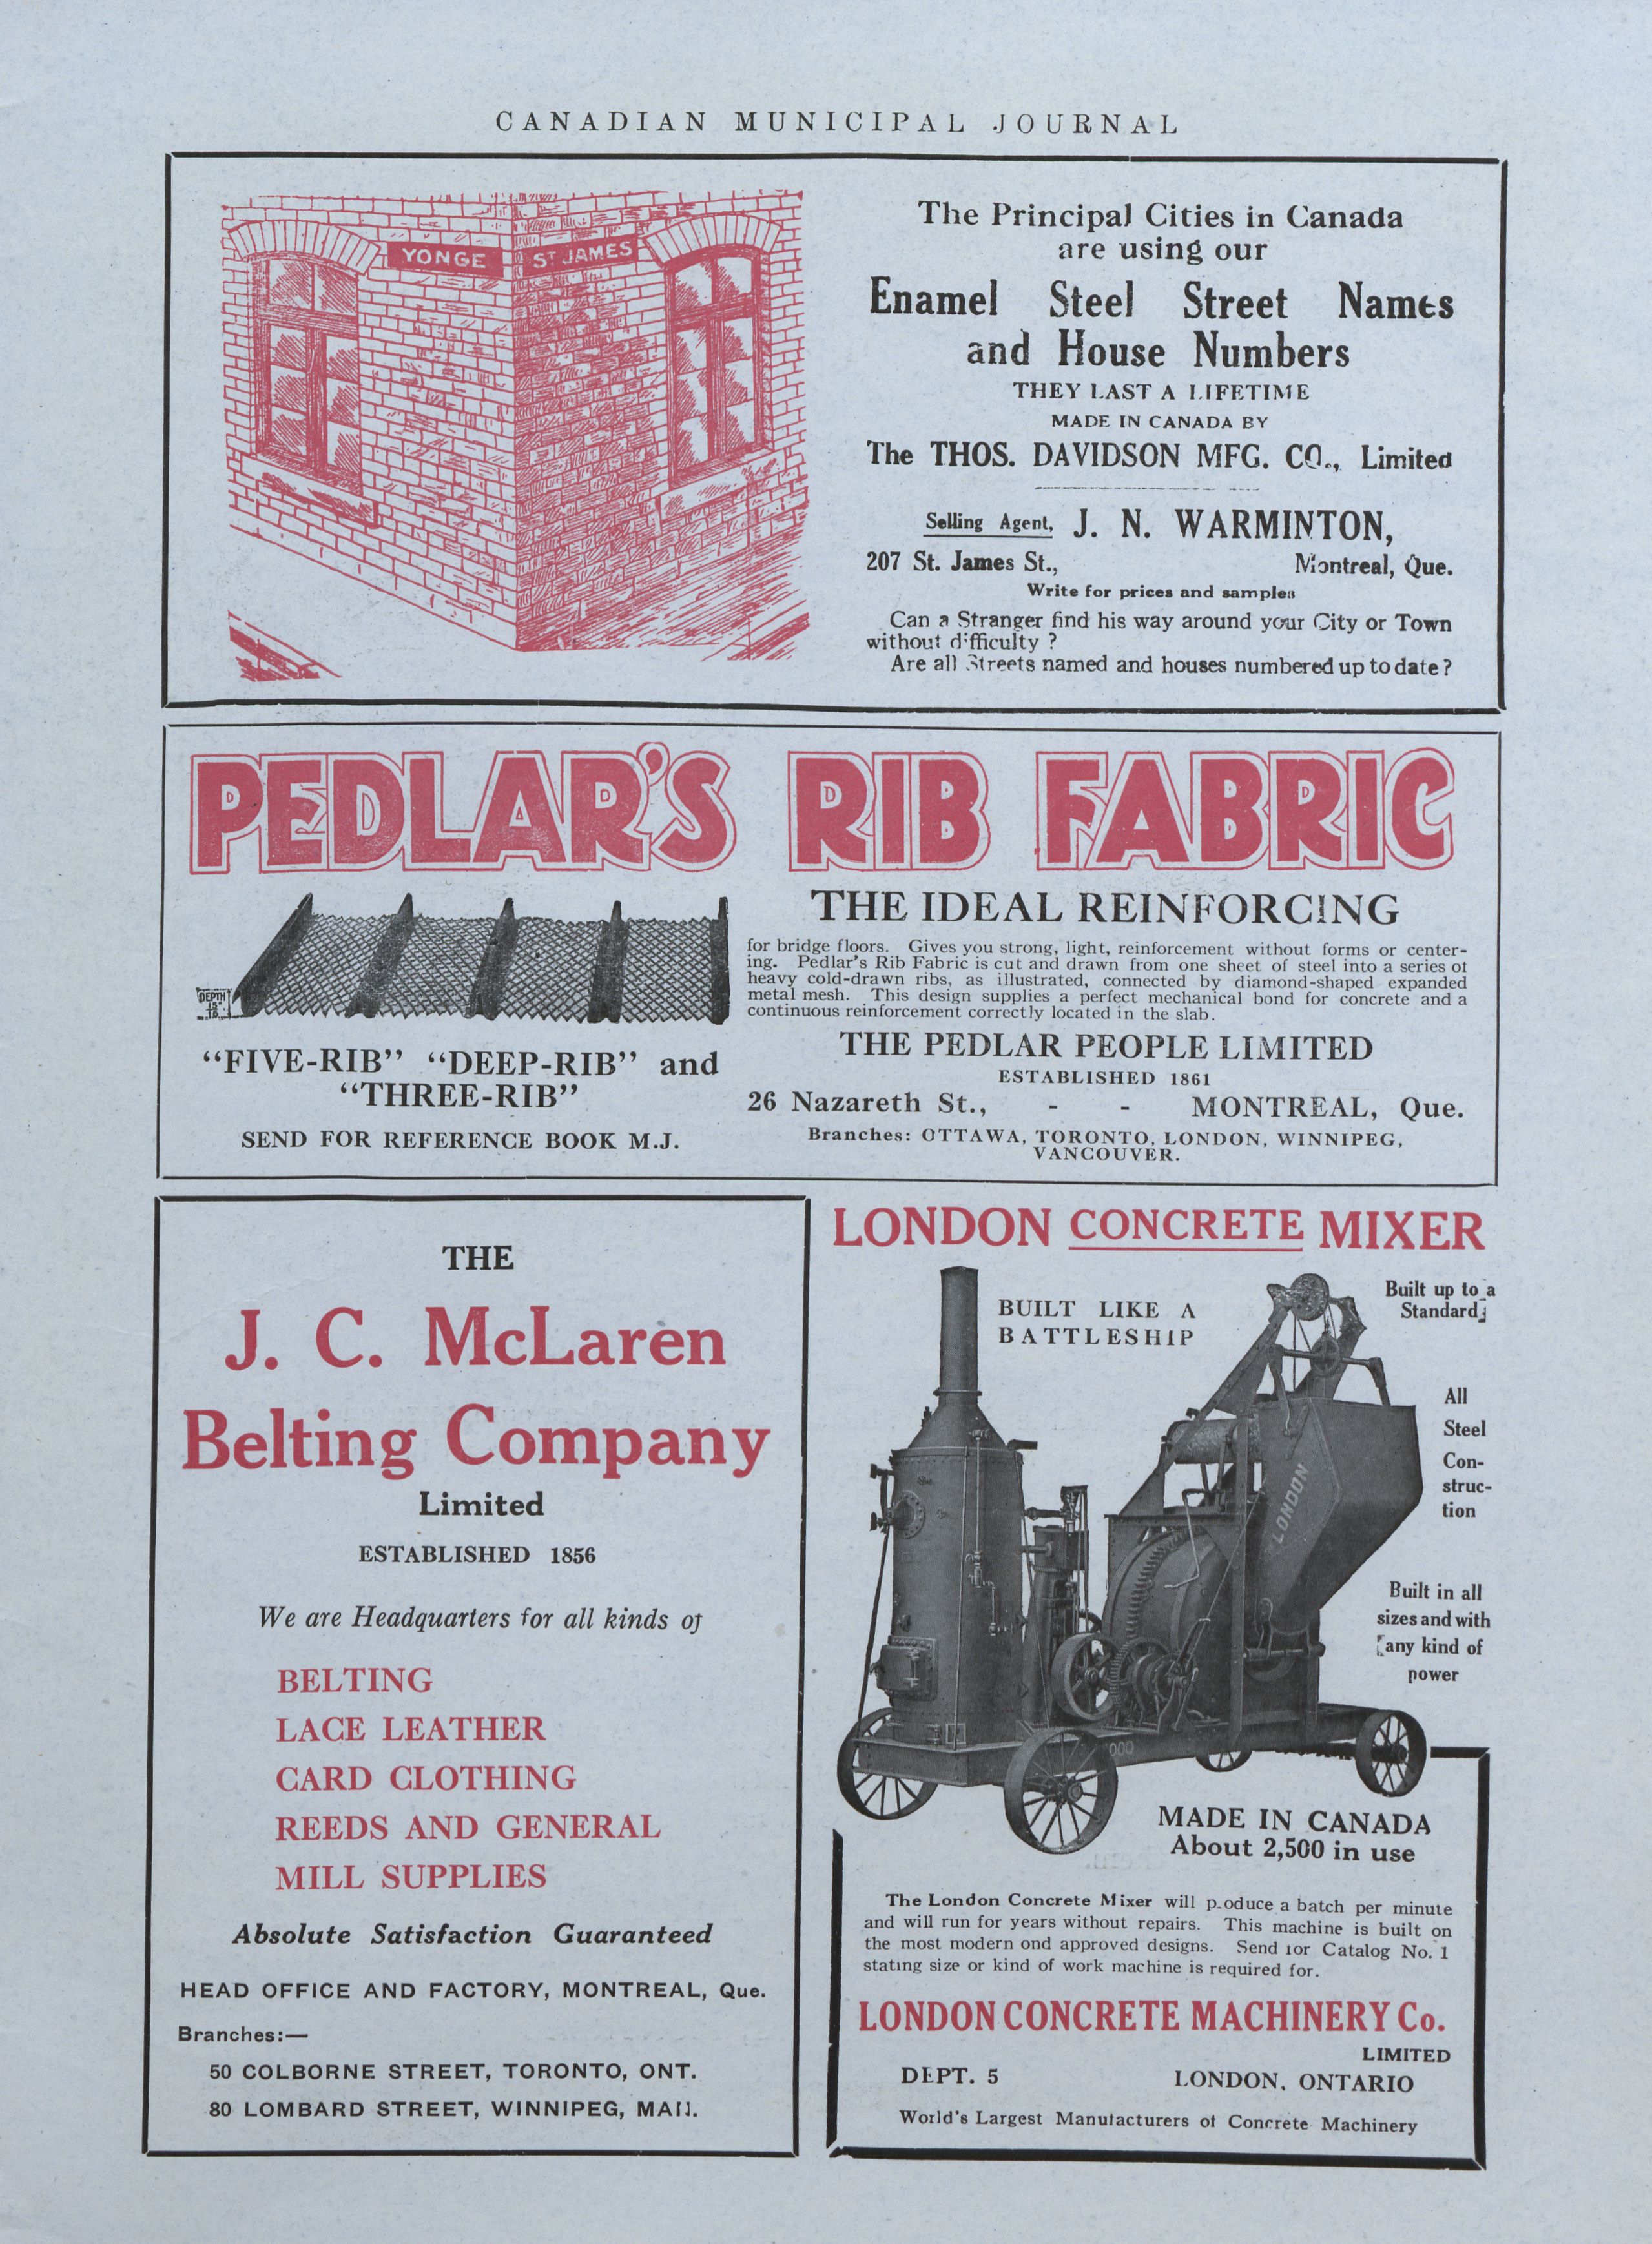 CANADIAN MUNICIPAL JOURNAL
YONGE
ST JAMES
The Principal Cities in Canada
are using our
Enamel Steel Street Names
and House Numbers
THEY LAST A LIFETIME
MADE IN CANADA BY
The THOS. DAVIDSON MFG. CO., Limited
Selling Agent, J. N. WARMINTON,
207 St. James St., Montreal, Que.
Write for prices and samples
Can a Stranger find his way around your City or Town
without difficulty ?
Are all Streets named and houses numbered up to date?
PEDLAR'S RIB FABRIC
DEPTH
"FIVE-RIB" "DEEP-RIB" and
"THREE-RIB"
SEND FOR REFERENCE BOOK M.J.
THE IDEAL REINFORCING
for bridge floors. Gives you strong, light, reinforcement without forms or center-
ing. Pedlar's Rib Fabric is cut and drawn from one sheet of steel into a series of
heavy cold-drawn ribs, as illustrated, connected by diamond-shaped expanded
metal mesh. This design supplies a perfect mechanical bond for concrete and a
continuous reinforcement correctly located in the slab.
THE PEDLAR PEOPLE LIMITED
ESTABLISHED 1861
26 Nazareth St., - - MONTREAL, Que.
Branches: OTTAWA, TORONTO, LONDON, WINNIPEG,
VANCOUVER.
THE
J. C. McLaren
Belting Company
Limited
ESTABLISHED 1856
We are Headquarters for all kinds of
BELTING
LACE LEATHER
CARD CLOTHING
REEDS AND GENERAL
MILL SUPPLIES
Absolute Satisfaction Guaranteed
HEAD OFFICE AND FACTORY, MONTREAL, Que.
Branches:—
50 COLBORNE STREET, TORONTO, ONT.
80 LOMBARD STREET, WINNIPEG, MAN.
LONDON CONCRETE MIXER
BUILT LIKE A
BATTLESHIP
Built up to a
Standard
All
Steel
Con-
struc-
tion
LONDON
Built in all
sizes and with
any kind of
power
MADE IN CANADA
About 2,500 in use
The London Concrete Mixer will produce a batch per minute
and will run for years without repairs. This machine is built on
the most modern ond approved designs. Send for Catalog No. 1
stating size or kind of work machine is required for.
LONDON CONCRETE MACHINERY Co.
LIMITED
DEPT. 5 LONDON, ONTARIO
World's Largest Manufacturers of Concrete Machinery